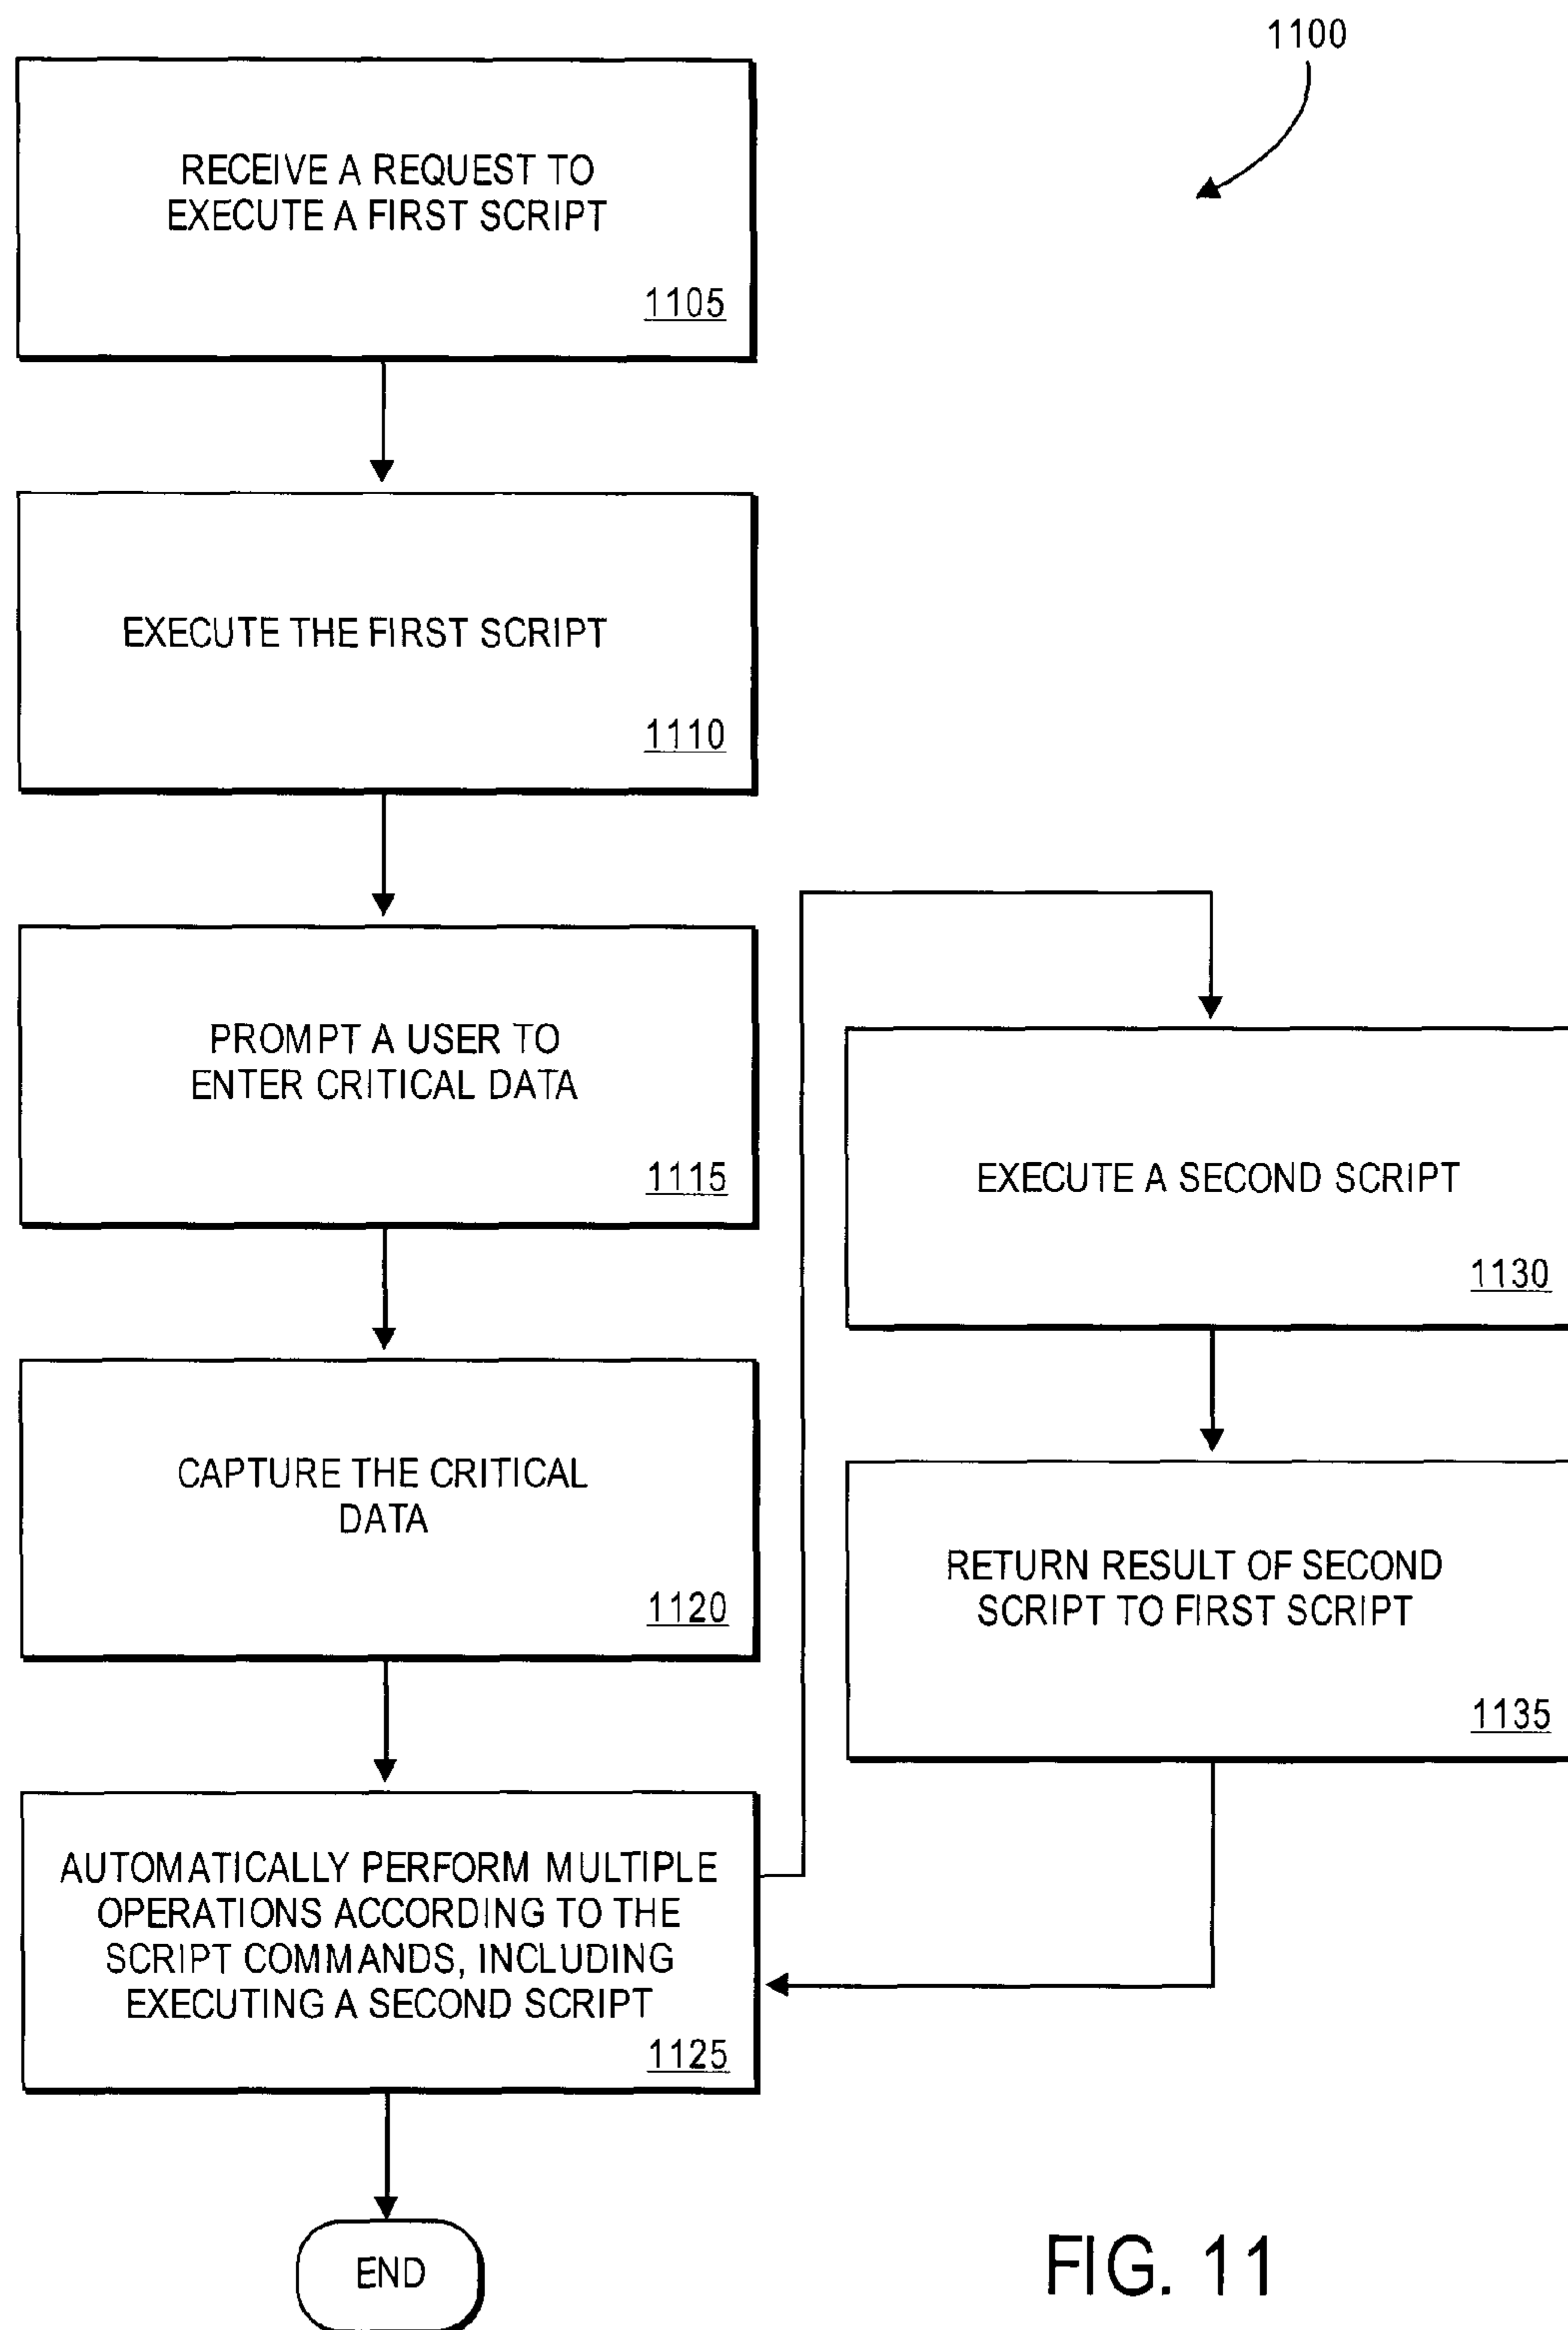 1100
RECEIVE A REQUEST TO
EXECUTE A FIRST SCRIPT
1105
EXECUTE THE FIRST SCRIPT
1110
PROMPT A USER TO
ENTER CRITICAL DATA
1115
CAPTURE THE CRITICAL
DATA
1120
AUTOMATICALLY PERFORM MULTIPLE
OPERATIONS ACCORDING TO THE
SCRIPT COMMANDS, INCLUDING
EXECUTING A SECOND SCRIPT
1125
EXECUTE A SECOND SCRIPT
1130
RETURN RESULT OF SECOND
SCRIPT TO FIRST SCRIPT
1135
END
FIG. 11